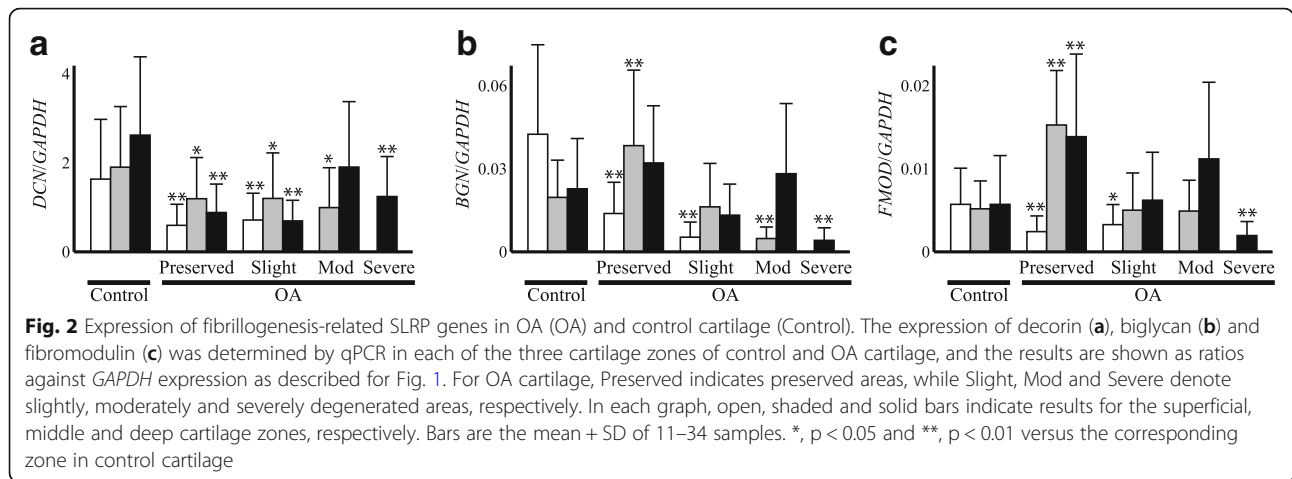 a
b
c
4
2
0
DCN/GAPDH
** * ** ** * ** * **
Preserved Slight Mod Severe
Control OA
0.06
0.03
0
BGN/GAPDH
** ** ** ** **
Preserved Slight Mod Severe
Control OA
0.02
0.01
0
FMOD/GAPDH
** ** ** * **
Preserved Slight Mod Severe
Control OA
Fig. 2 Expression of fibrillogenesis-related SLRP genes in OA (OA) and control cartilage (Control). The expression of decorin (a), biglycan (b) and
fibromodulin (c) was determined by qPCR in each of the three cartilage zones of control and OA cartilage, and the results are shown as ratios
against GAPDH expression as described for Fig. 1. For OA cartilage, Preserved indicates preserved areas, while Slight, Mod and Severe denote
slightly, moderately and severely degenerated areas, respectively. In each graph, open, shaded and solid bars indicate results for the superficial,
middle and deep cartilage zones, respectively. Bars are the mean + SD of 11–34 samples. *, p < 0.05 and **, p < 0.01 versus the corresponding
zone in control cartilage